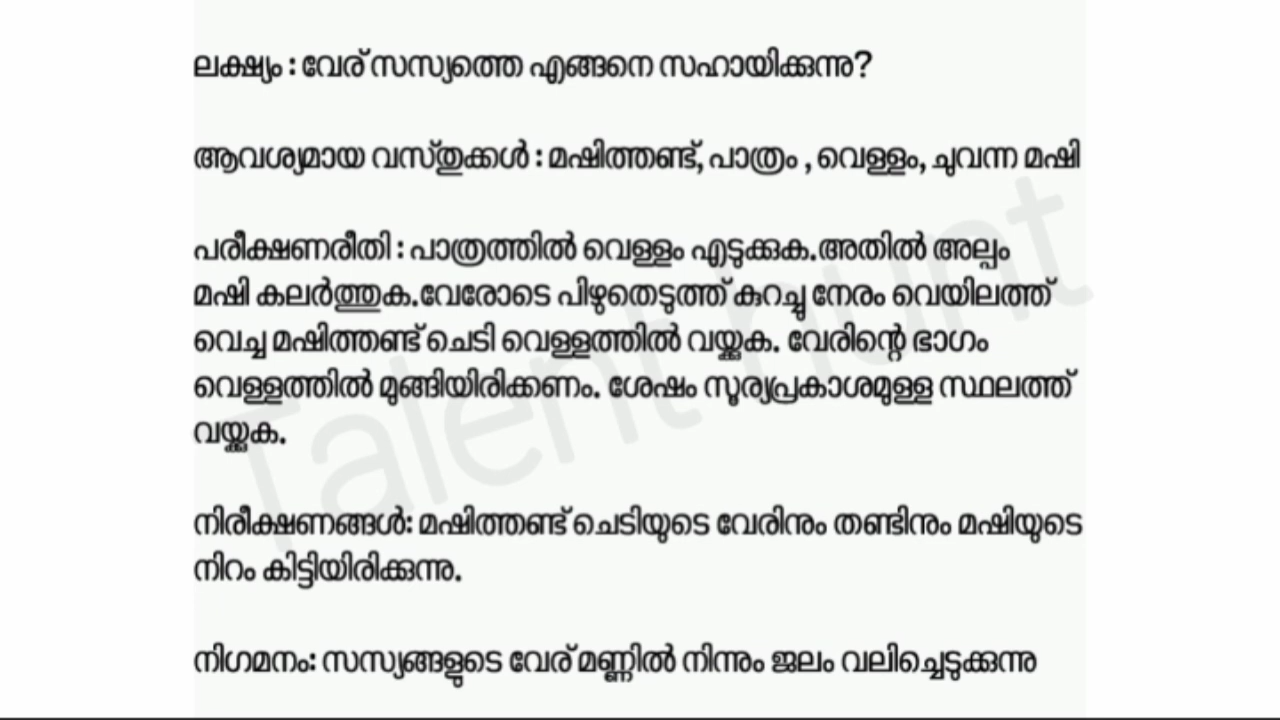 ലക്ഷ്യം : വേര് സസ്യത്തെ എങ്ങനെ സഹായിക്കുന്നു?
ആവശ്യമായ വസ്തുക്കൾ : മഷിത്തണ്ട്, പാത്രം , വെള്ളം, ചുവന്ന മഷി
പരീക്ഷണരീതി : പാത്രത്തിൽ വെള്ളം എടുക്കുക.അതിൽ അല്പം
മഷി കലർത്തുക.വേരോടെ പിഴുതെടുത്ത് കുറച്ചു നേരം വെയിലത്ത്
വെച്ച മഷിത്തണ്ട് ചെടി വെള്ളത്തിൽ വയ്ക്കുക. വേരിന്റെ ഭാഗം
വെള്ളത്തിൽ മുങ്ങിയിരിക്കണം. ശേഷം സൂര്യപ്രകാശമുള്ള സ്ഥലത്ത്
വയ്ക്കുക.
നിരീക്ഷണങ്ങൾ: മഷിത്തണ്ട് ചെടിയുടെ വേരിനും തണ്ടിനും മഷിയുടെ
നിറം കിട്ടിയിരിക്കുന്നു.
നിഗമനം: സസ്യങ്ങളുടെ വേര് മണ്ണിൽ നിന്നും ജലം വലിച്ചെടുക്കുന്നു
Talent hunt